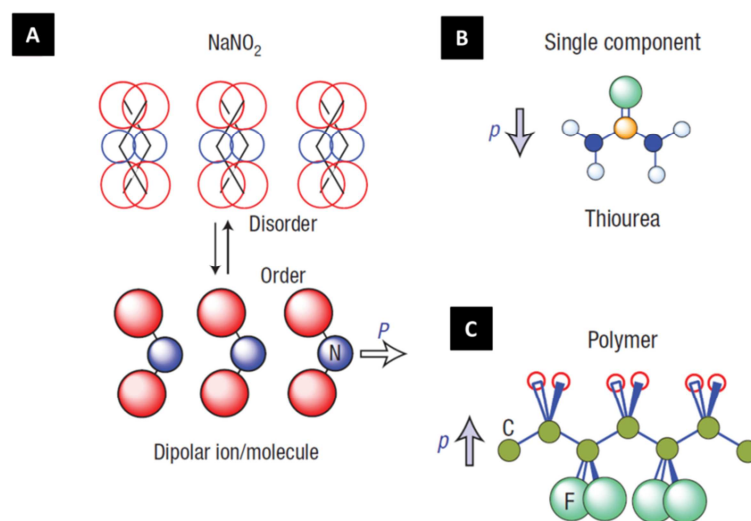 A
NaNO₂
Disorder
Order
N
P
Dipolar ion/molecule
B
Single component
p
Thiourea
C
Polymer
C
p
F